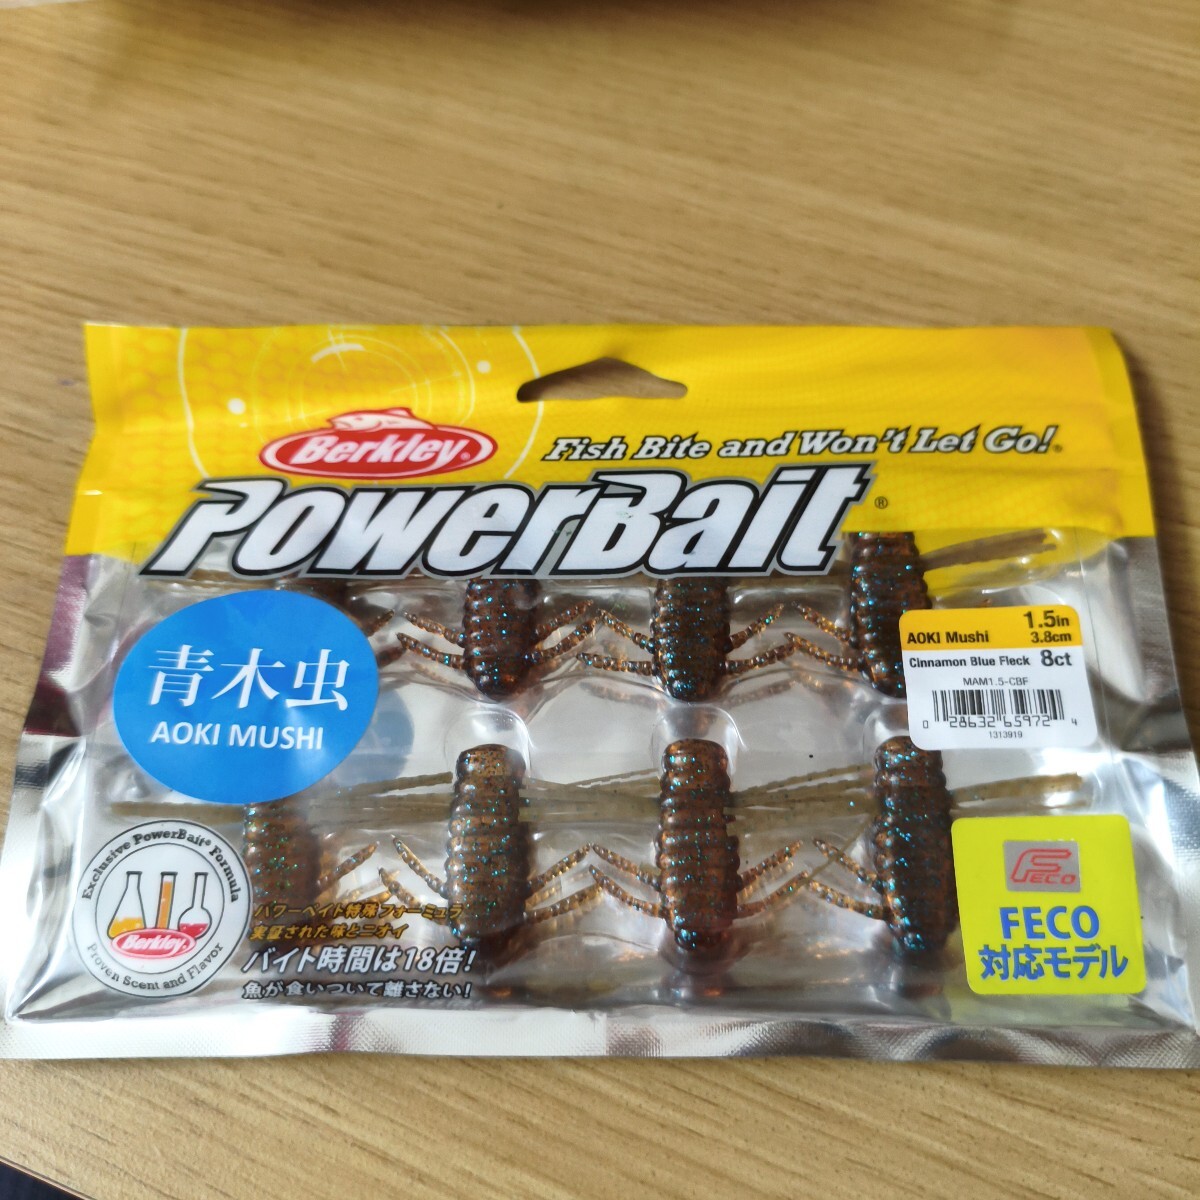 Berkley®
Fish Bite and Won't Let Go!®
PowerBait®
青木虫
AOKI MUSHI
AOKI Mushi 1.5in
3.8cm
Cinnamon Blue Fleck 8ct
MAM1.5-CBF
0 28632 65972 4
1313919
Exclusive PowerBait® Formula
Berkley
Proven Scent and Flavor
パワーベイト特殊フォーミュラ
実証された味とニオイ
バイト時間は18倍!
魚が食いついて離さない!
FECO
FECO
対応モデル